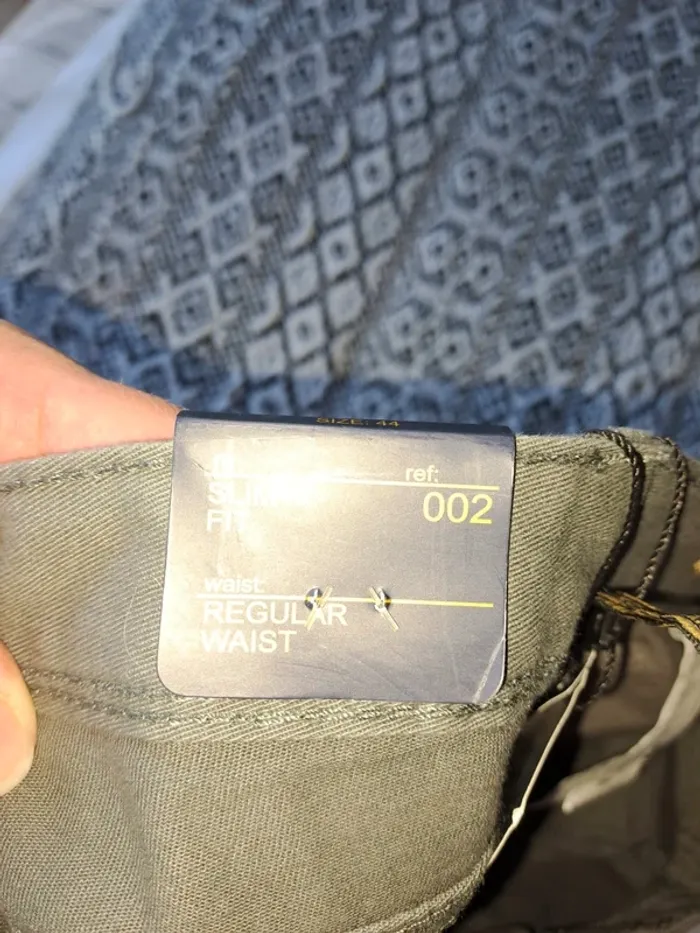 SIZE: 44
ref:
SLIM
FIT
002
waist:
REGULAR
WAIST